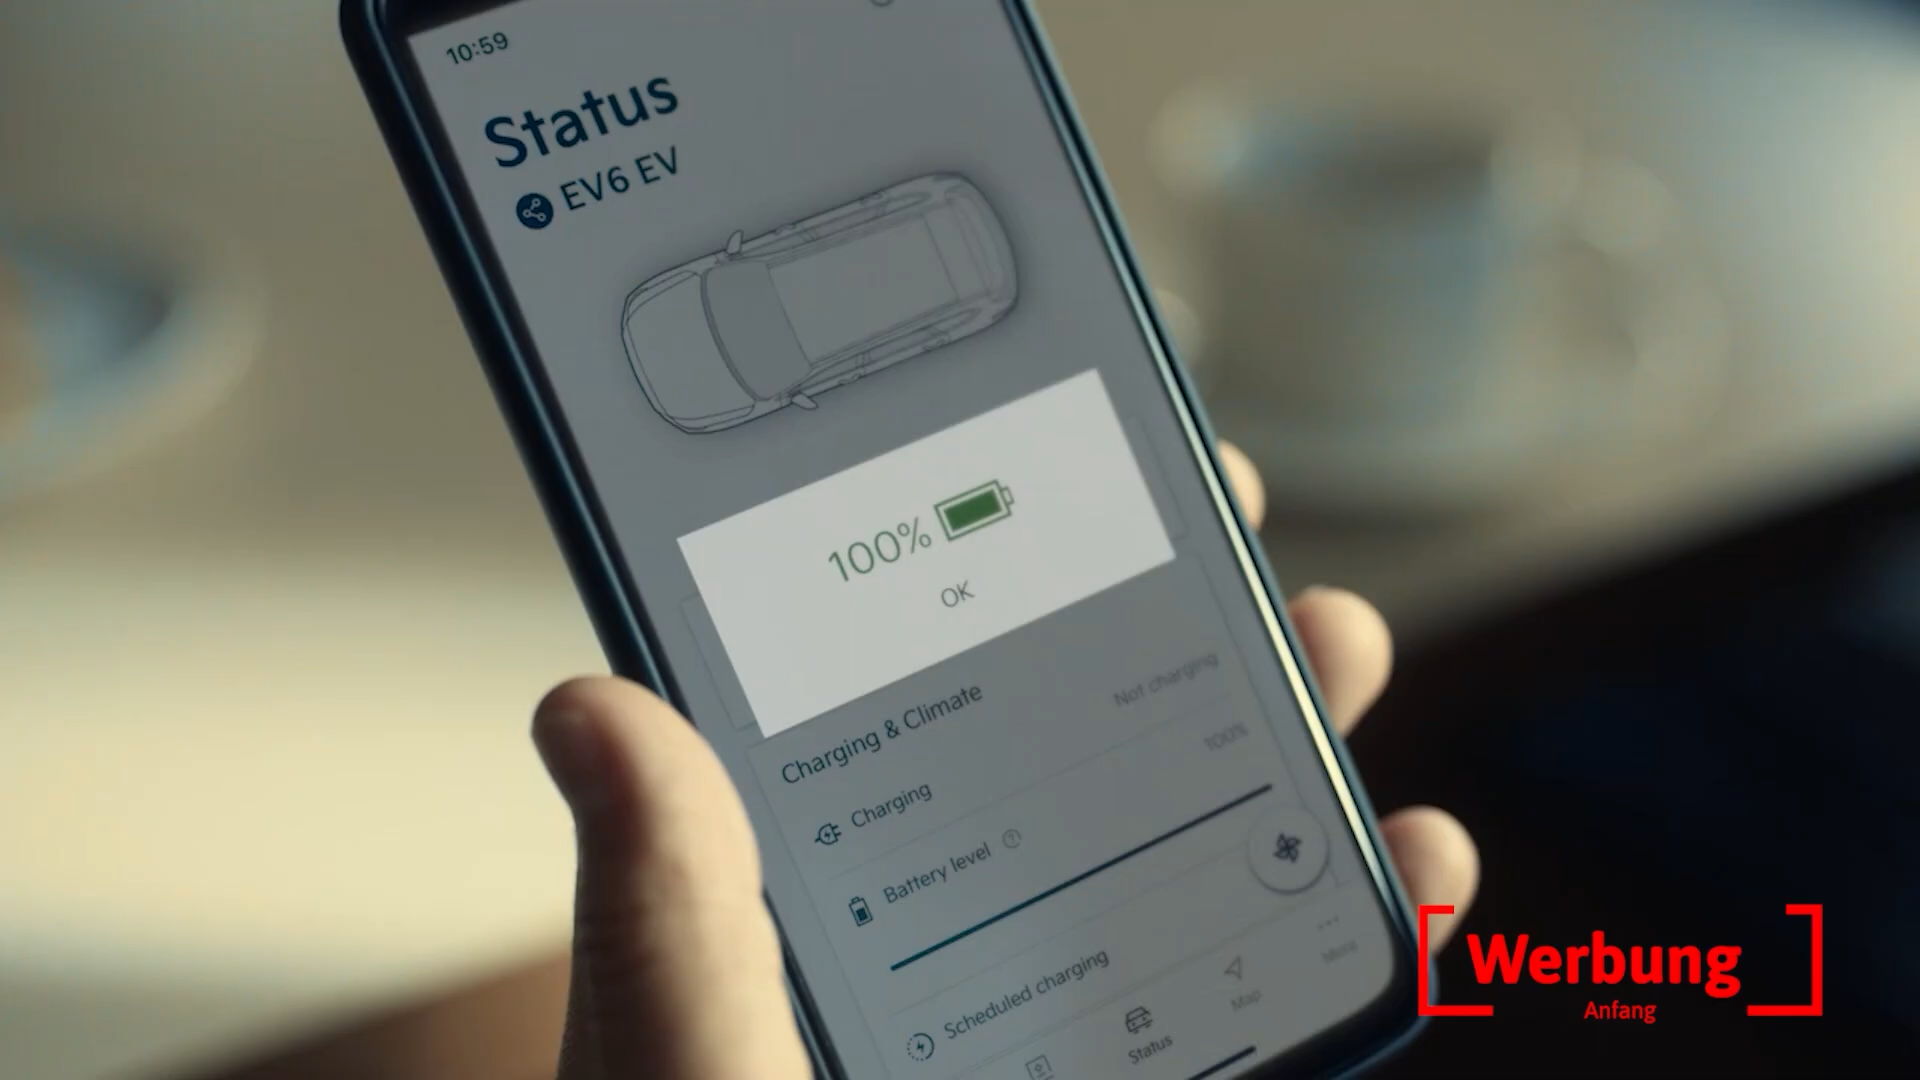 10:59
Status
EV6 EV
100%
OK
Charging & Climate
Charging
Not charging
Battery level
100%
Scheduled charging
Status
Map
More
Werbung
Anfang